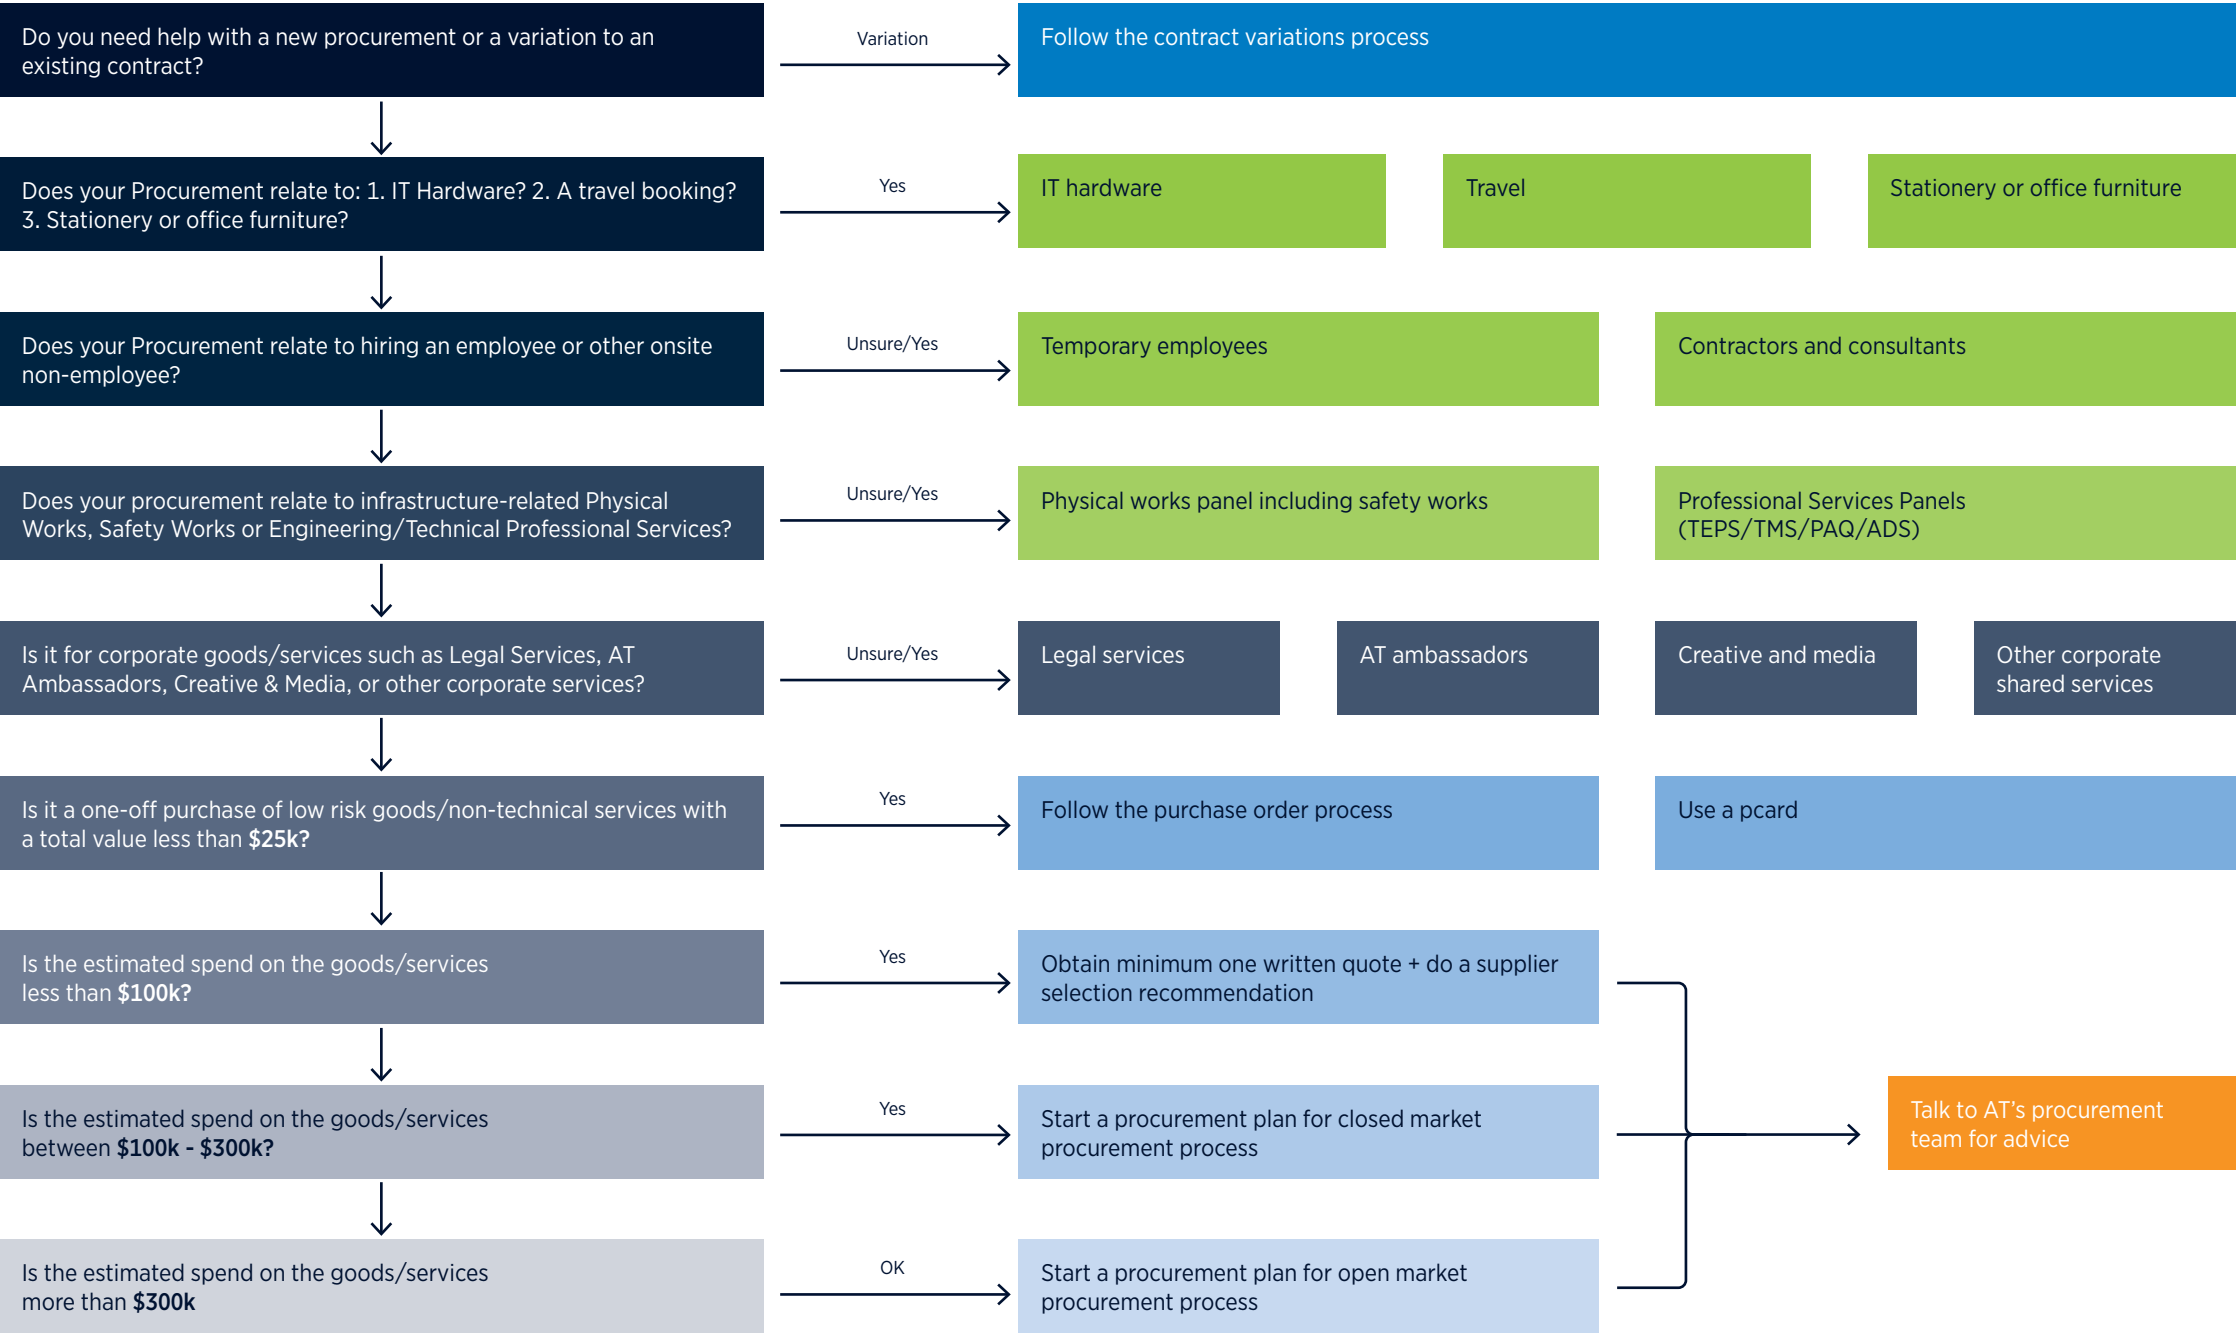 Do you need help with a new procurement or a variation to an
existing contract?
Variation
Follow the contract variations process
Does your Procurement relate to: 1. IT Hardware? 2. A travel booking?
3. Stationery or office furniture?
Yes
IT hardware
Travel
Stationery or office furniture
Does your Procurement relate to hiring an employee or other onsite
non-employee?
Unsure/Yes
Temporary employees
Contractors and consultants
Does your procurement relate to infrastructure-related Physical
Works, Safety Works or Engineering/Technical Professional Services?
Unsure/Yes
Physical works panel including safety works
Professional Services Panels
(TEPS/TMS/PAQ/ADS)
Is it for corporate goods/services such as Legal Services, AT
Ambassadors, Creative & Media, or other corporate services?
Unsure/Yes
Legal services
AT ambassadors
Creative and media
Other corporate
shared services
Is it a one-off purchase of low risk goods/non-technical services with
a total value less than $25k?
Yes
Follow the purchase order process
Use a pcard
Is the estimated spend on the goods/services
less than $100k?
Yes
Obtain minimum one written quote + do a supplier
selection recommendation
Is the estimated spend on the goods/services
between $100k - $300k?
Yes
Start a procurement plan for closed market
procurement process
Talk to AT’s procurement
team for advice
Is the estimated spend on the goods/services
more than $300k
OK
Start a procurement plan for open market
procurement process